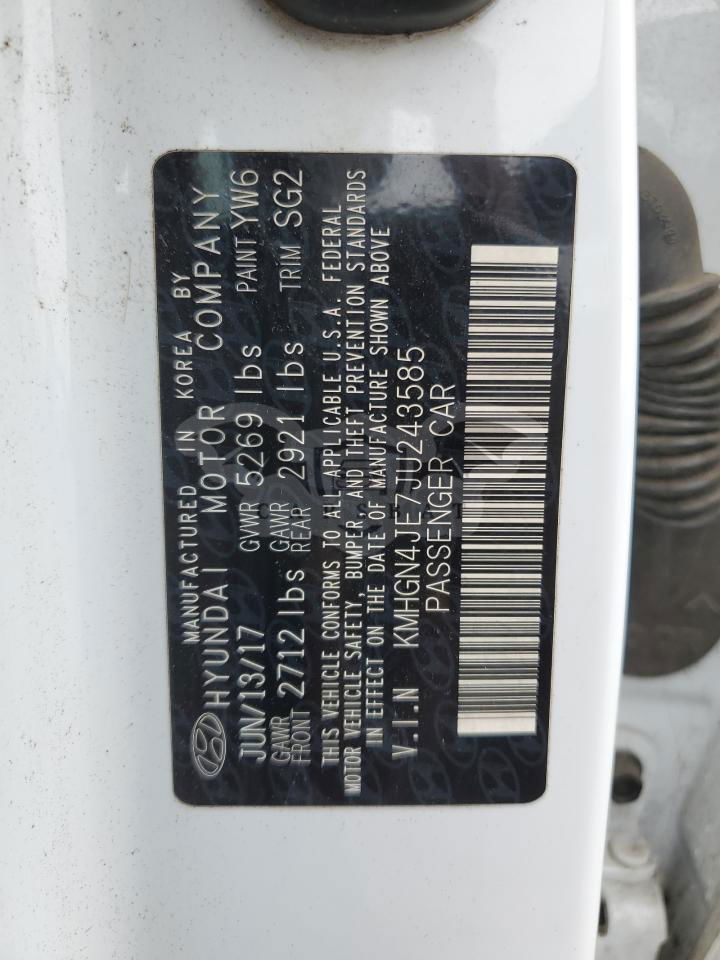 MANUFACTURED IN KOREA BY
HYUNDAI MOTOR COMPANY
JUN/13/17 GVWR 5269 lbs PAINT YW6
GAWR FRONT 2712 lbs GAWR REAR 2921 lbs TRIM SG2
THIS VEHICLE CONFORMS TO ALL APPLICABLE U.S.A. FEDERAL
MOTOR VEHICLE SAFETY, BUMPER, AND THEFT PREVENTION STANDARDS
IN EFFECT ON THE DATE OF MANUFACTURE SHOWN ABOVE
V.I.N KMHGN4JE7JU243585
PASSENGER CAR